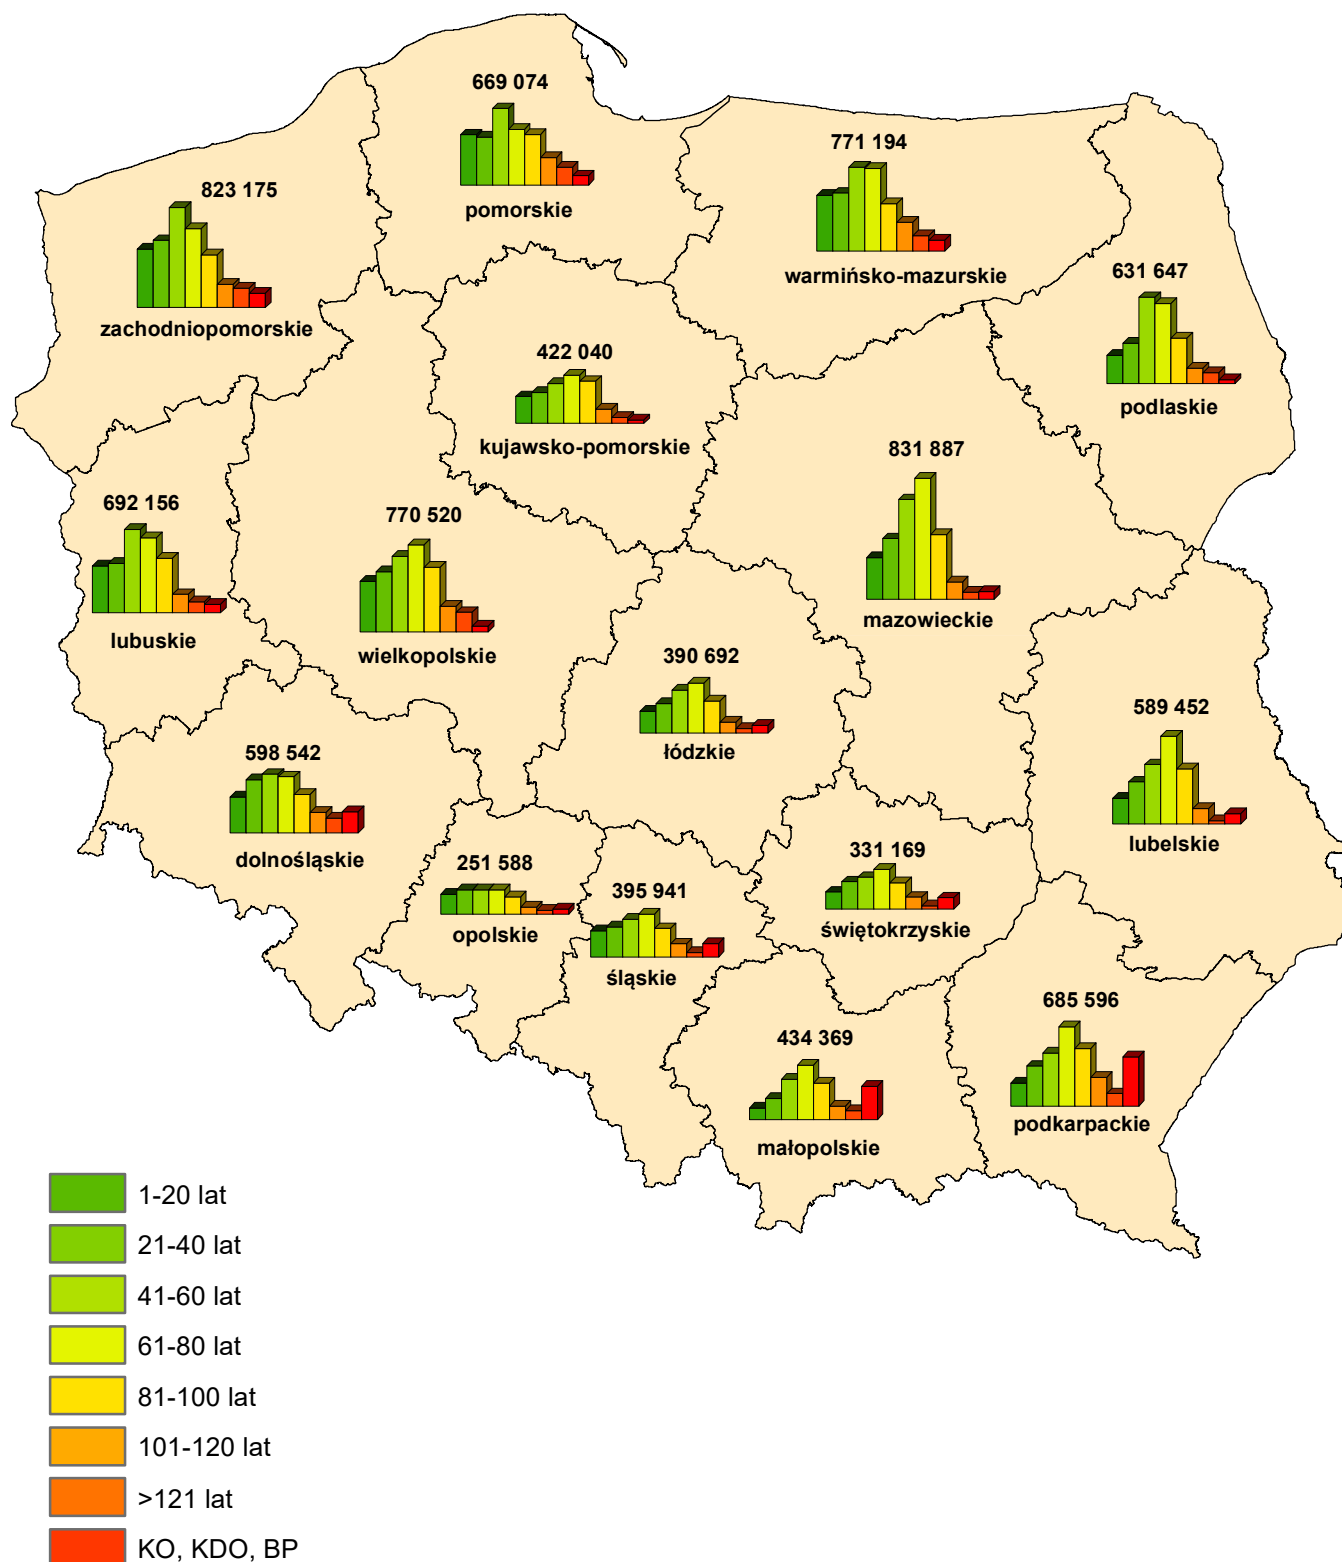 669 074
pomorskie
771 194
warmińsko-mazurskie
823 175
zachodniopomorskie
631 647
podlaskie
422 040
kujawsko-pomorskie
831 887
mazowieckie
692 156
lubuskie
770 520
wielkopolskie
390 692
łódzkie
589 452
lubelskie
598 542
dolnośląskie
251 588
opolskie
395 941
śląskie
331 169
świętokrzyskie
434 369
małopolskie
685 596
podkarpackie
1-20 lat
21-40 lat
41-60 lat
61-80 lat
81-100 lat
101-120 lat
>121 lat
KO, KDO, BP